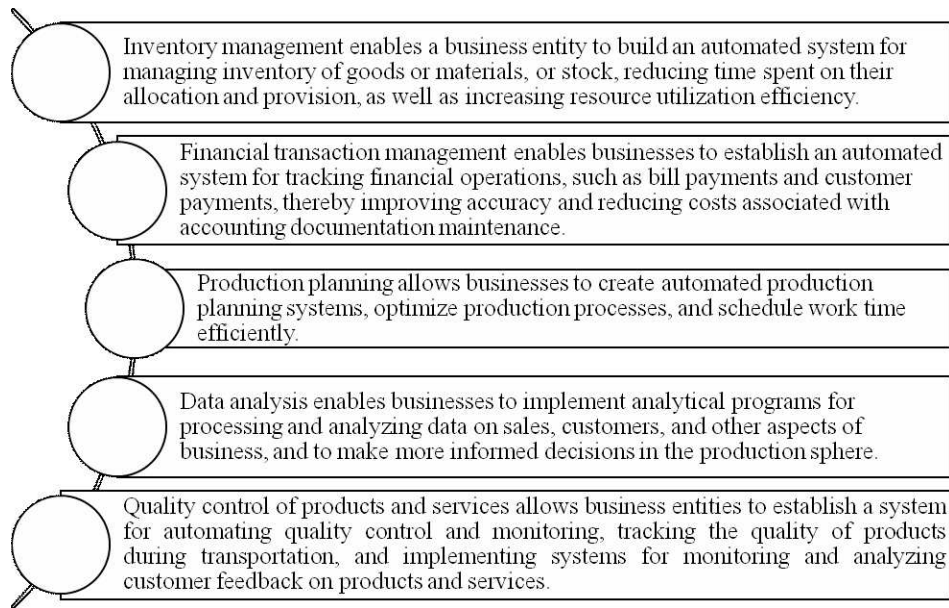 Inventory management enables a business entity to build an automated system for
managing inventory of goods or materials, or stock, reducing time spent on their
allocation and provision, as well as increasing resource utilization efficiency.
Financial transaction management enables businesses to establish an automated
system for tracking financial operations, such as bill payments and customer
payments, thereby improving accuracy and reducing costs associated with
accounting documentation maintenance.
Production planning allows businesses to create automated production
planning systems, optimize production processes, and schedule work time
efficiently.
Data analysis enables businesses to implement analytical programs for
processing and analyzing data on sales, customers, and other aspects of
business, and to make more informed decisions in the production sphere.
Quality control of products and services allows business entities to establish a system
for automating quality control and monitoring, tracking the quality of products
during transportation, and implementing systems for monitoring and analyzing
customer feedback on products and services.